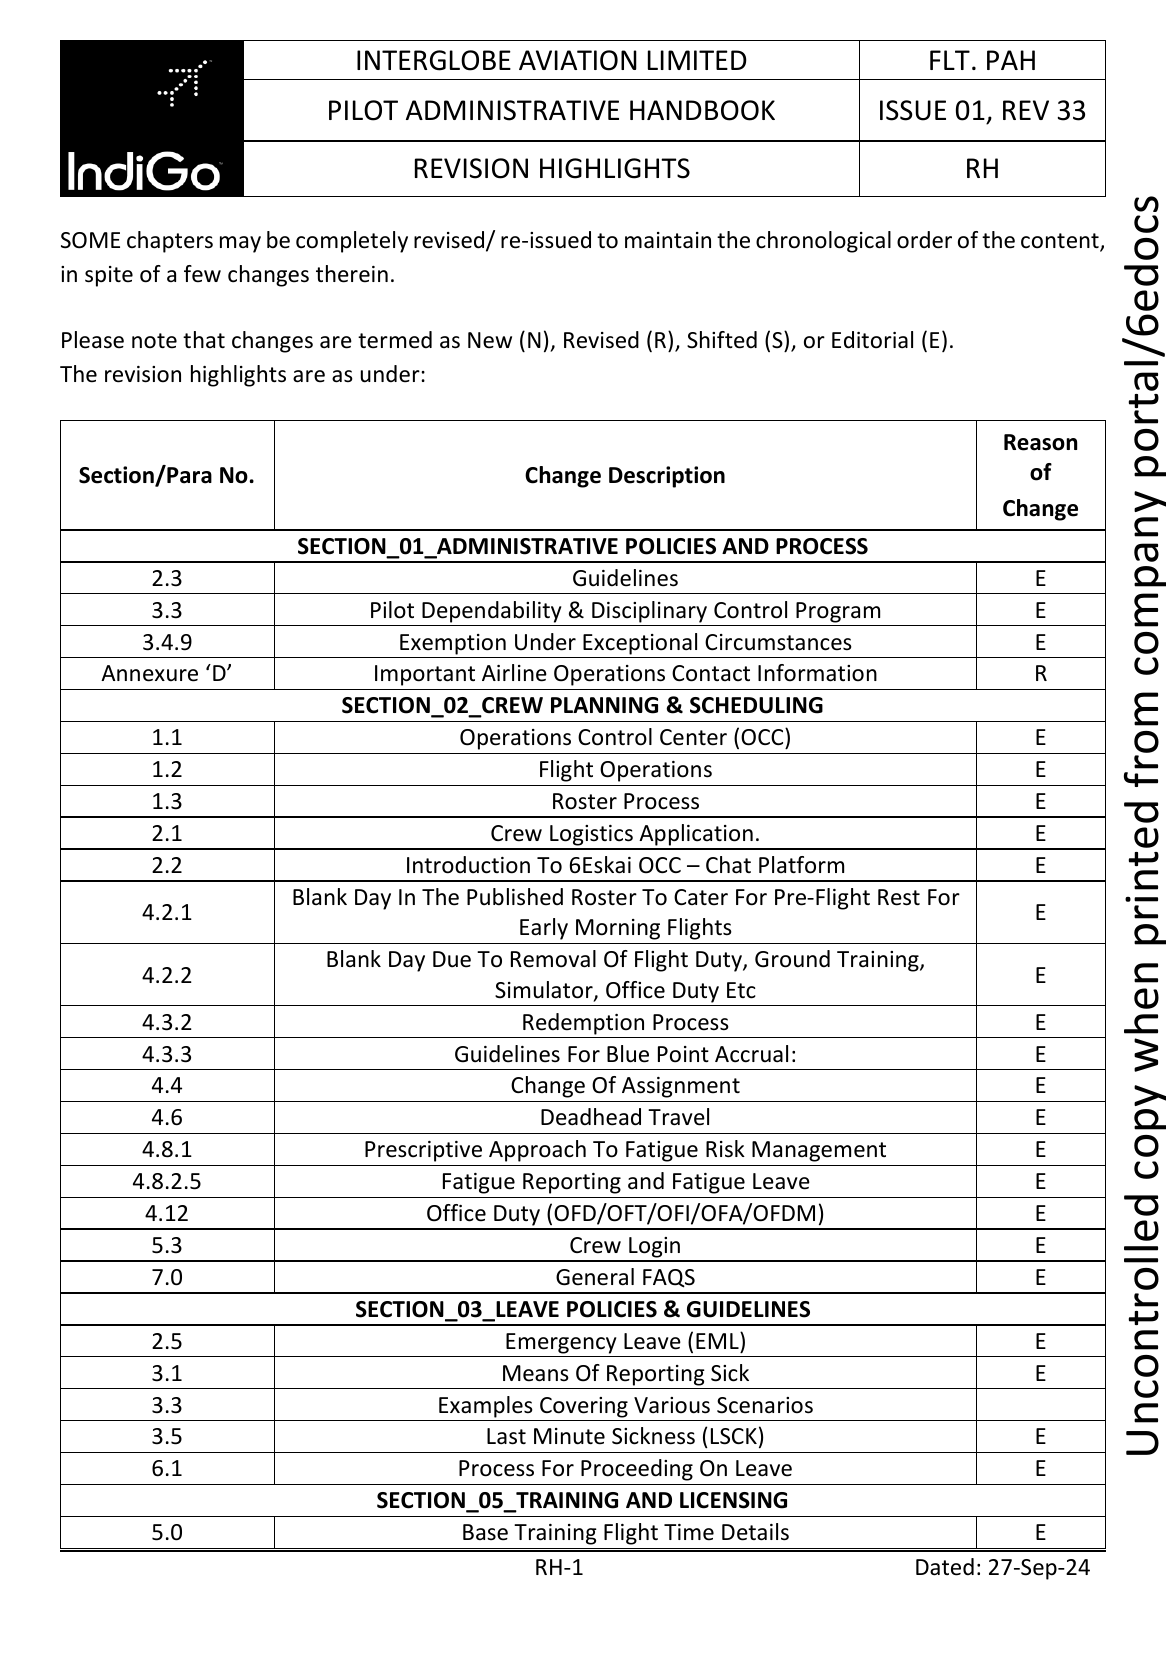 IndiGo
INTERGLOBE AVIATION LIMITED
FLT. PAH
PILOT ADMINISTRATIVE HANDBOOK
ISSUE 01, REV 33
REVISION HIGHLIGHTS
RH
SOME chapters may be completely revised/ re-issued to maintain the chronological order of the content,
in spite of a few changes therein.
Please note that changes are termed as New (N), Revised (R), Shifted (S), or Editorial (E).
The revision highlights are as under:
Section/Para No. Change Description Reason
of
Change
SECTION_01_ADMINISTRATIVE POLICIES AND PROCESS
2.3 Guidelines E
3.3 Pilot Dependability & Disciplinary Control Program E
3.4.9 Exemption Under Exceptional Circumstances E
Annexure ‘D’ Important Airline Operations Contact Information R
SECTION_02_CREW PLANNING & SCHEDULING
1.1 Operations Control Center (OCC) E
1.2 Flight Operations E
1.3 Roster Process E
2.1 Crew Logistics Application. E
2.2 Introduction To 6Eskai OCC – Chat Platform E
4.2.1 Blank Day In The Published Roster To Cater For Pre-Flight Rest For
Early Morning Flights E
4.2.2 Blank Day Due To Removal Of Flight Duty, Ground Training,
Simulator, Office Duty Etc E
4.3.2 Redemption Process E
4.3.3 Guidelines For Blue Point Accrual: E
4.4 Change Of Assignment E
4.6 Deadhead Travel E
4.8.1 Prescriptive Approach To Fatigue Risk Management E
4.8.2.5 Fatigue Reporting and Fatigue Leave E
4.12 Office Duty (OFD/OFT/OFI/OFA/OFDM) E
5.3 Crew Login E
7.0 General FAQS E
SECTION_03_LEAVE POLICIES & GUIDELINES
2.5 Emergency Leave (EML) E
3.1 Means Of Reporting Sick E
3.3 Examples Covering Various Scenarios
3.5 Last Minute Sickness (LSCK) E
6.1 Process For Proceeding On Leave E
SECTION_05_TRAINING AND LICENSING
5.0 Base Training Flight Time Details E
RH-1 Dated: 27-Sep-24
Uncontrolled copy when printed from company portal/6edocs